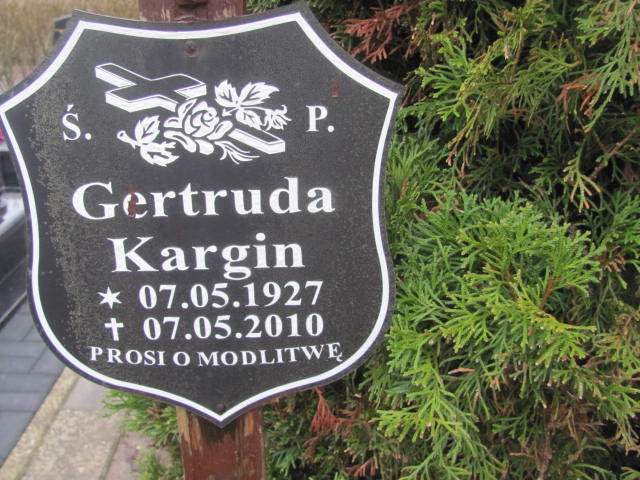 Ś. P.
Gertruda
Kargin
✶ 07.05.1927
✝ 07.05.2010
PROSI O MODLITWĘ